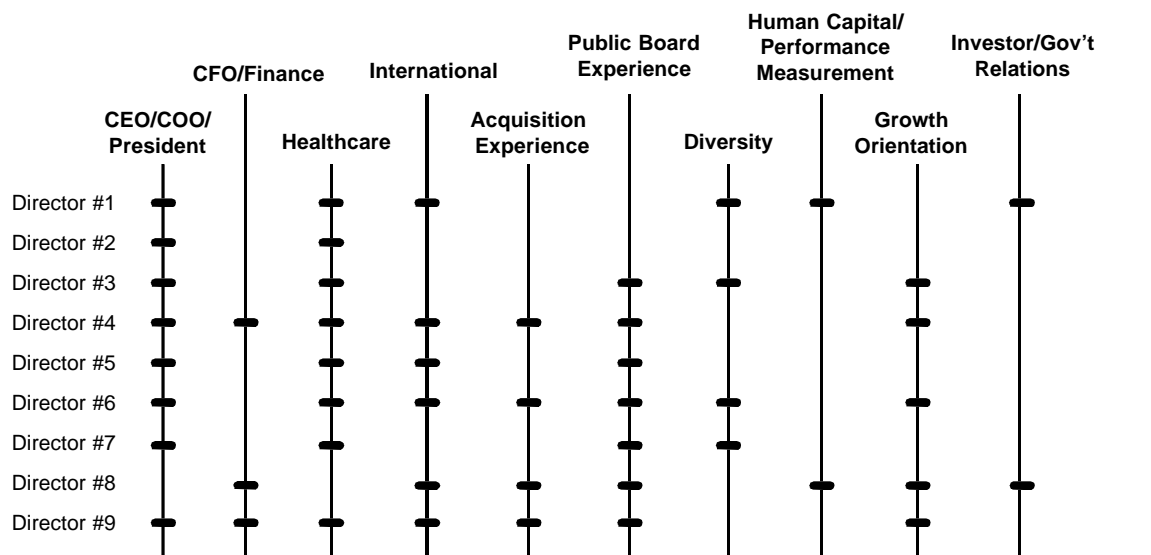 Human Capital/
Performance
Measurement
Public Board
Experience
Investor/Gov't
Relations
CFO/Finance
International
CEO/COO/
President
Healthcare
Acquisition
Experience
Diversity
Growth
Orientation
Director #1
Director #2
Director #3
Director #4
Director #5
Director #6
Director #7
Director #8
Director #9